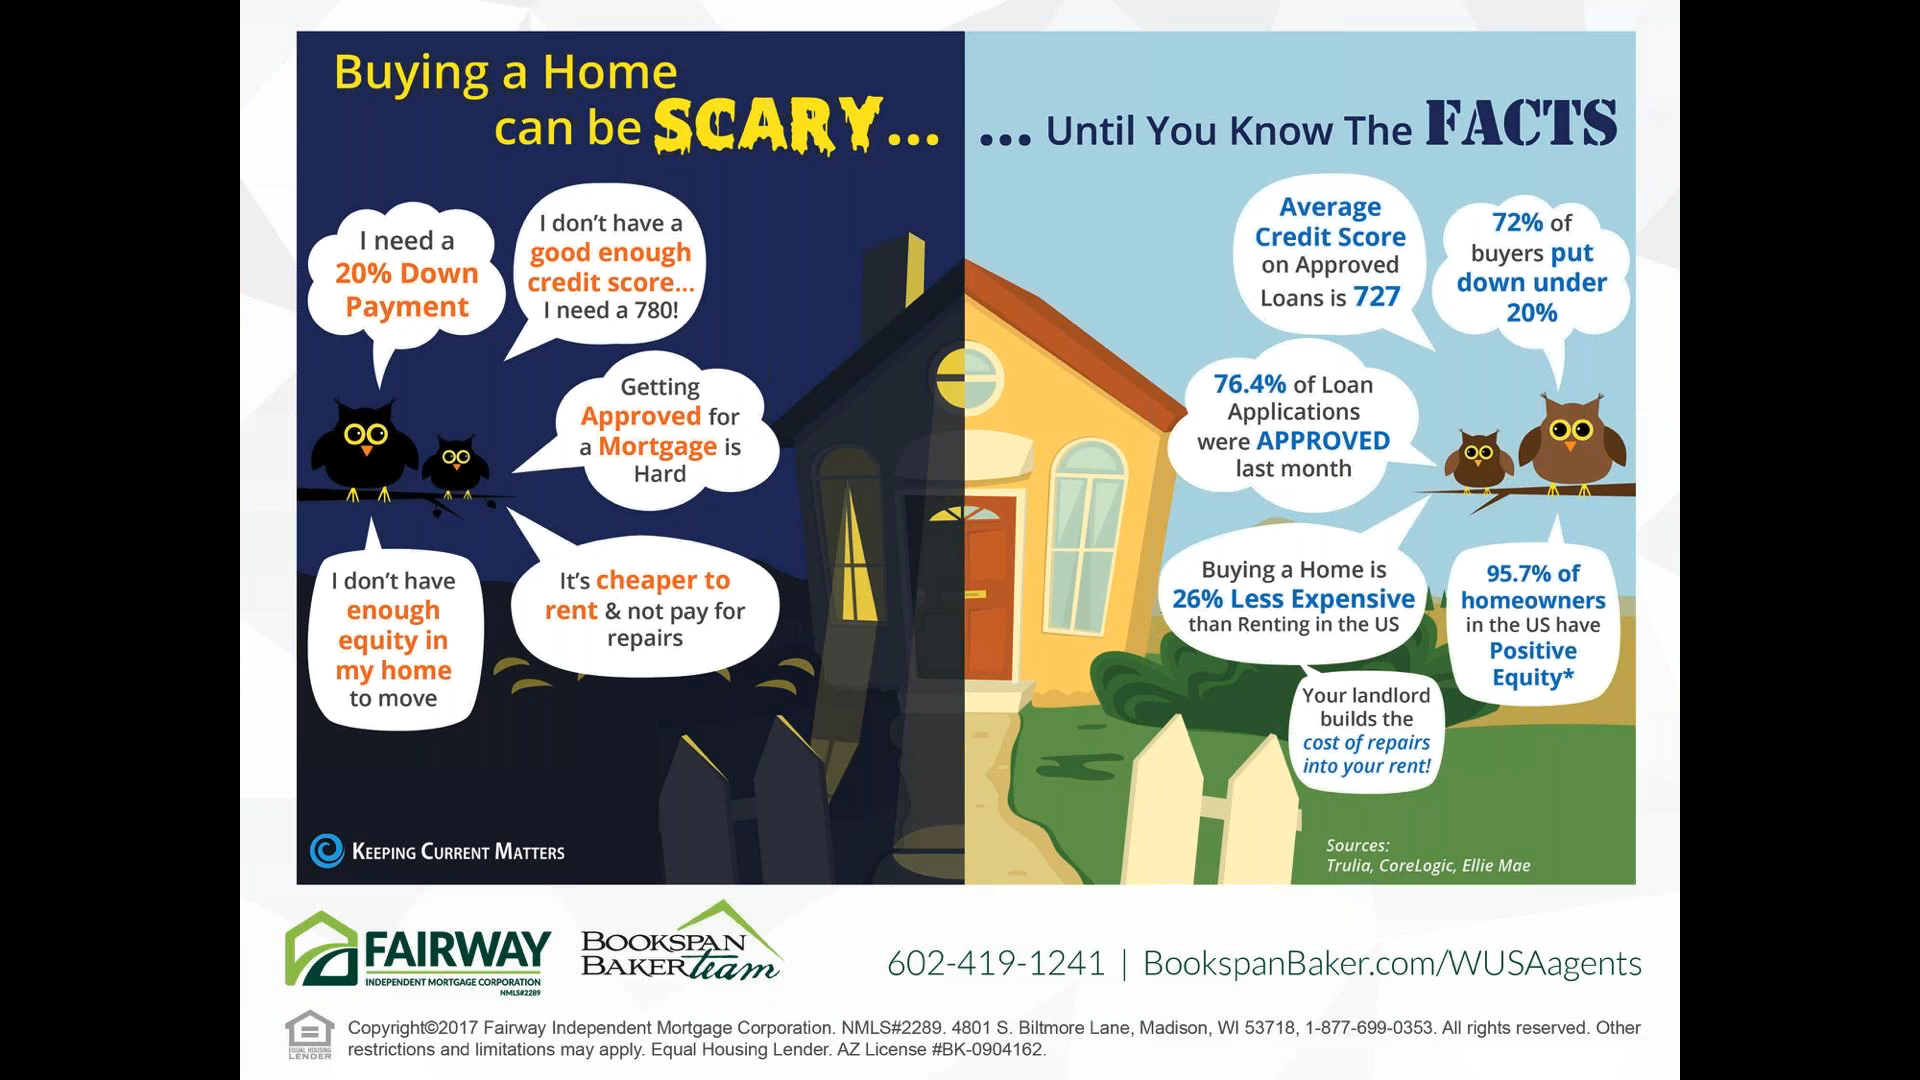 Buying a Home
can be SCARY...
... Until You Know The FACTS
I need a
20% Down
Payment
I don't have a
good enough
credit score...
I need a 780!
Getting
Approved for
a Mortgage is
Hard
I don't have
enough
equity in
my home
to move
It's cheaper to
rent & not pay for
repairs
Average
Credit Score
on Approved
Loans is 727
72% of
buyers put
down under
20%
76.4% of Loan
Applications
were APPROVED
last month
Buying a Home is
26% Less Expensive
than Renting in the US
95.7% of
homeowners
in the US have
Positive
Equity*
Your landlord
builds the
cost of repairs
into your rent!
KEEPING CURRENT MATTERS
Sources:
Trulia, CoreLogic, Ellie Mae
FAIRWAY
INDEPENDENT MORTGAGE CORPORATION
NMLS#2289
BOOKSPAN
BAKER team
602-419-1241 | BookspanBaker.com/WUSAagents
EQUAL HOUSING
LENDER
Copyright©2017 Fairway Independent Mortgage Corporation. NMLS#2289. 4801 S. Biltmore Lane, Madison, WI 53718, 1-877-699-0353. All rights reserved. Other
restrictions and limitations may apply. Equal Housing Lender. AZ License #BK-0904162.